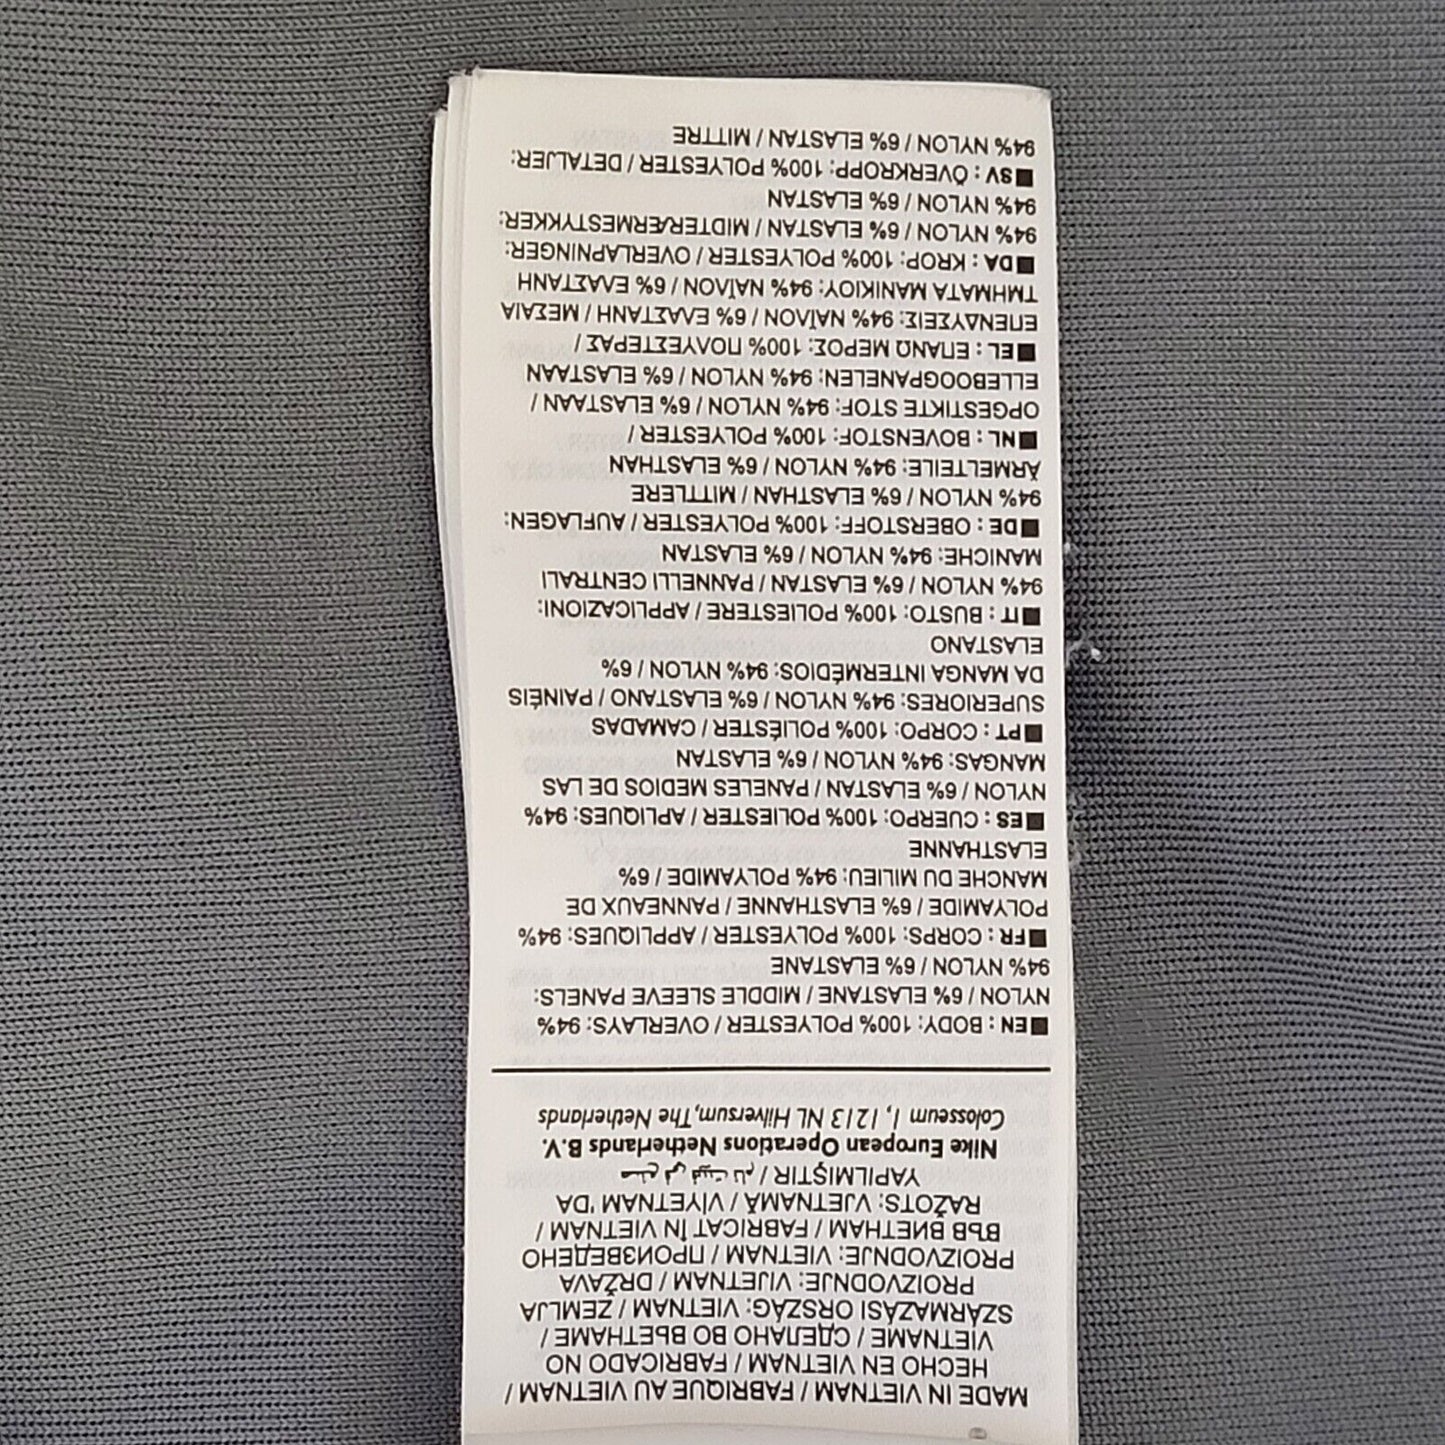 MADE IN VIETNAM / FABRIQUE AU VIETNAM /
HECHO EN VIETNAM / FABRICADO NO
VIETNAME / СДЕЛАНО ВО ВЬЕТНАМЕ /
SZÁRMAZÁSI ORSZÁG: VIETNAM / ZEMLJA
PROIZVODNJE: VIJETNAM / DRŽAVA
PROIZVODNJE: VIETNAM / ПРОИЗВЕДЕНО
ВЪВ ВИЕТНАМ / FABRICAT ÎN VIETNAM /
RAŽOTS: VJETNAMĀ / VİYETNAM 'DA
YAPILMIŞTIR / صنع في فييت نام
Nike European Operations Netherlands B.V.
Colosseum 1, 1213 NL Hilversum, The Netherlands
■EN : BODY: 100% POLYESTER / OVERLAYS: 94%
NYLON / 6% ELASTANE / MIDDLE SLEEVE PANELS:
94% NYLON / 6% ELASTANE
■FR : CORPS: 100% POLYESTER / APPLIQUES: 94%
POLYAMIDE / 6% ELASTHANNE / PANNEAUX DE
MANCHE DU MILIEU: 94% POLYAMIDE / 6%
ELASTHANNE
■ES : CUERPO: 100% POLIESTER / APLIQUES: 94%
NYLON / 6% ELASTAN / PANELES MEDIOS DE LAS
MANGAS: 94% NYLON / 6% ELASTAN
■PT : CORPO: 100% POLIÉSTER / CAMADAS
SUPERIORES: 94% NYLON / 6% ELASTANO / PAINÉIS
DA MANGA INTERMÉDIOS: 94% NYLON / 6%
ELASTANO
■IT : BUSTO: 100% POLIESTERE / APPLICAZIONI:
94% NYLON / 6% ELASTAN / PANNELLI CENTRALI
MANICHE: 94% NYLON / 6% ELASTAN
■DE : OBERSTOFF: 100% POLYESTER / AUFLAGEN:
94% NYLON / 6% ELASTHAN / MITTLERE
ÄRMELTEILE: 94% NYLON / 6% ELASTHAN
■NL : BOVENSTOF: 100% POLYESTER /
OPGESTIKTE STOF: 94% NYLON / 6% ELASTAAN /
ELLEBOOGPANELEN: 94% NYLON / 6% ELASTAAN
■EL : ΕΠΑΝΩ ΜΕΡΟΣ: 100% ΠΟΛΥΕΣΤΕΡΑΣ /
ΕΠΕΝΔΥΣΕΙΣ: 94% ΝΑΪΛΟΝ / 6% ΕΛΑΣΤΑΝΗ / ΜΕΣΑΙΑ
ΤΜΗΜΑΤΑ ΜΑΝΙΚΙΟΥ: 94% ΝΑΪΛΟΝ / 6% ΕΛΑΣΤΑΝΗ
■DA : KROP: 100% POLYESTER / OVERLAPNINGER:
94% NYLON / 6% ELASTAN / MIDTERÆRMESTYKKER:
94% NYLON / 6% ELASTAN
■SV : ÖVERKROPP: 100% POLYESTER / DETALJER:
94% NYLON / 6% ELASTAN / MITTRE